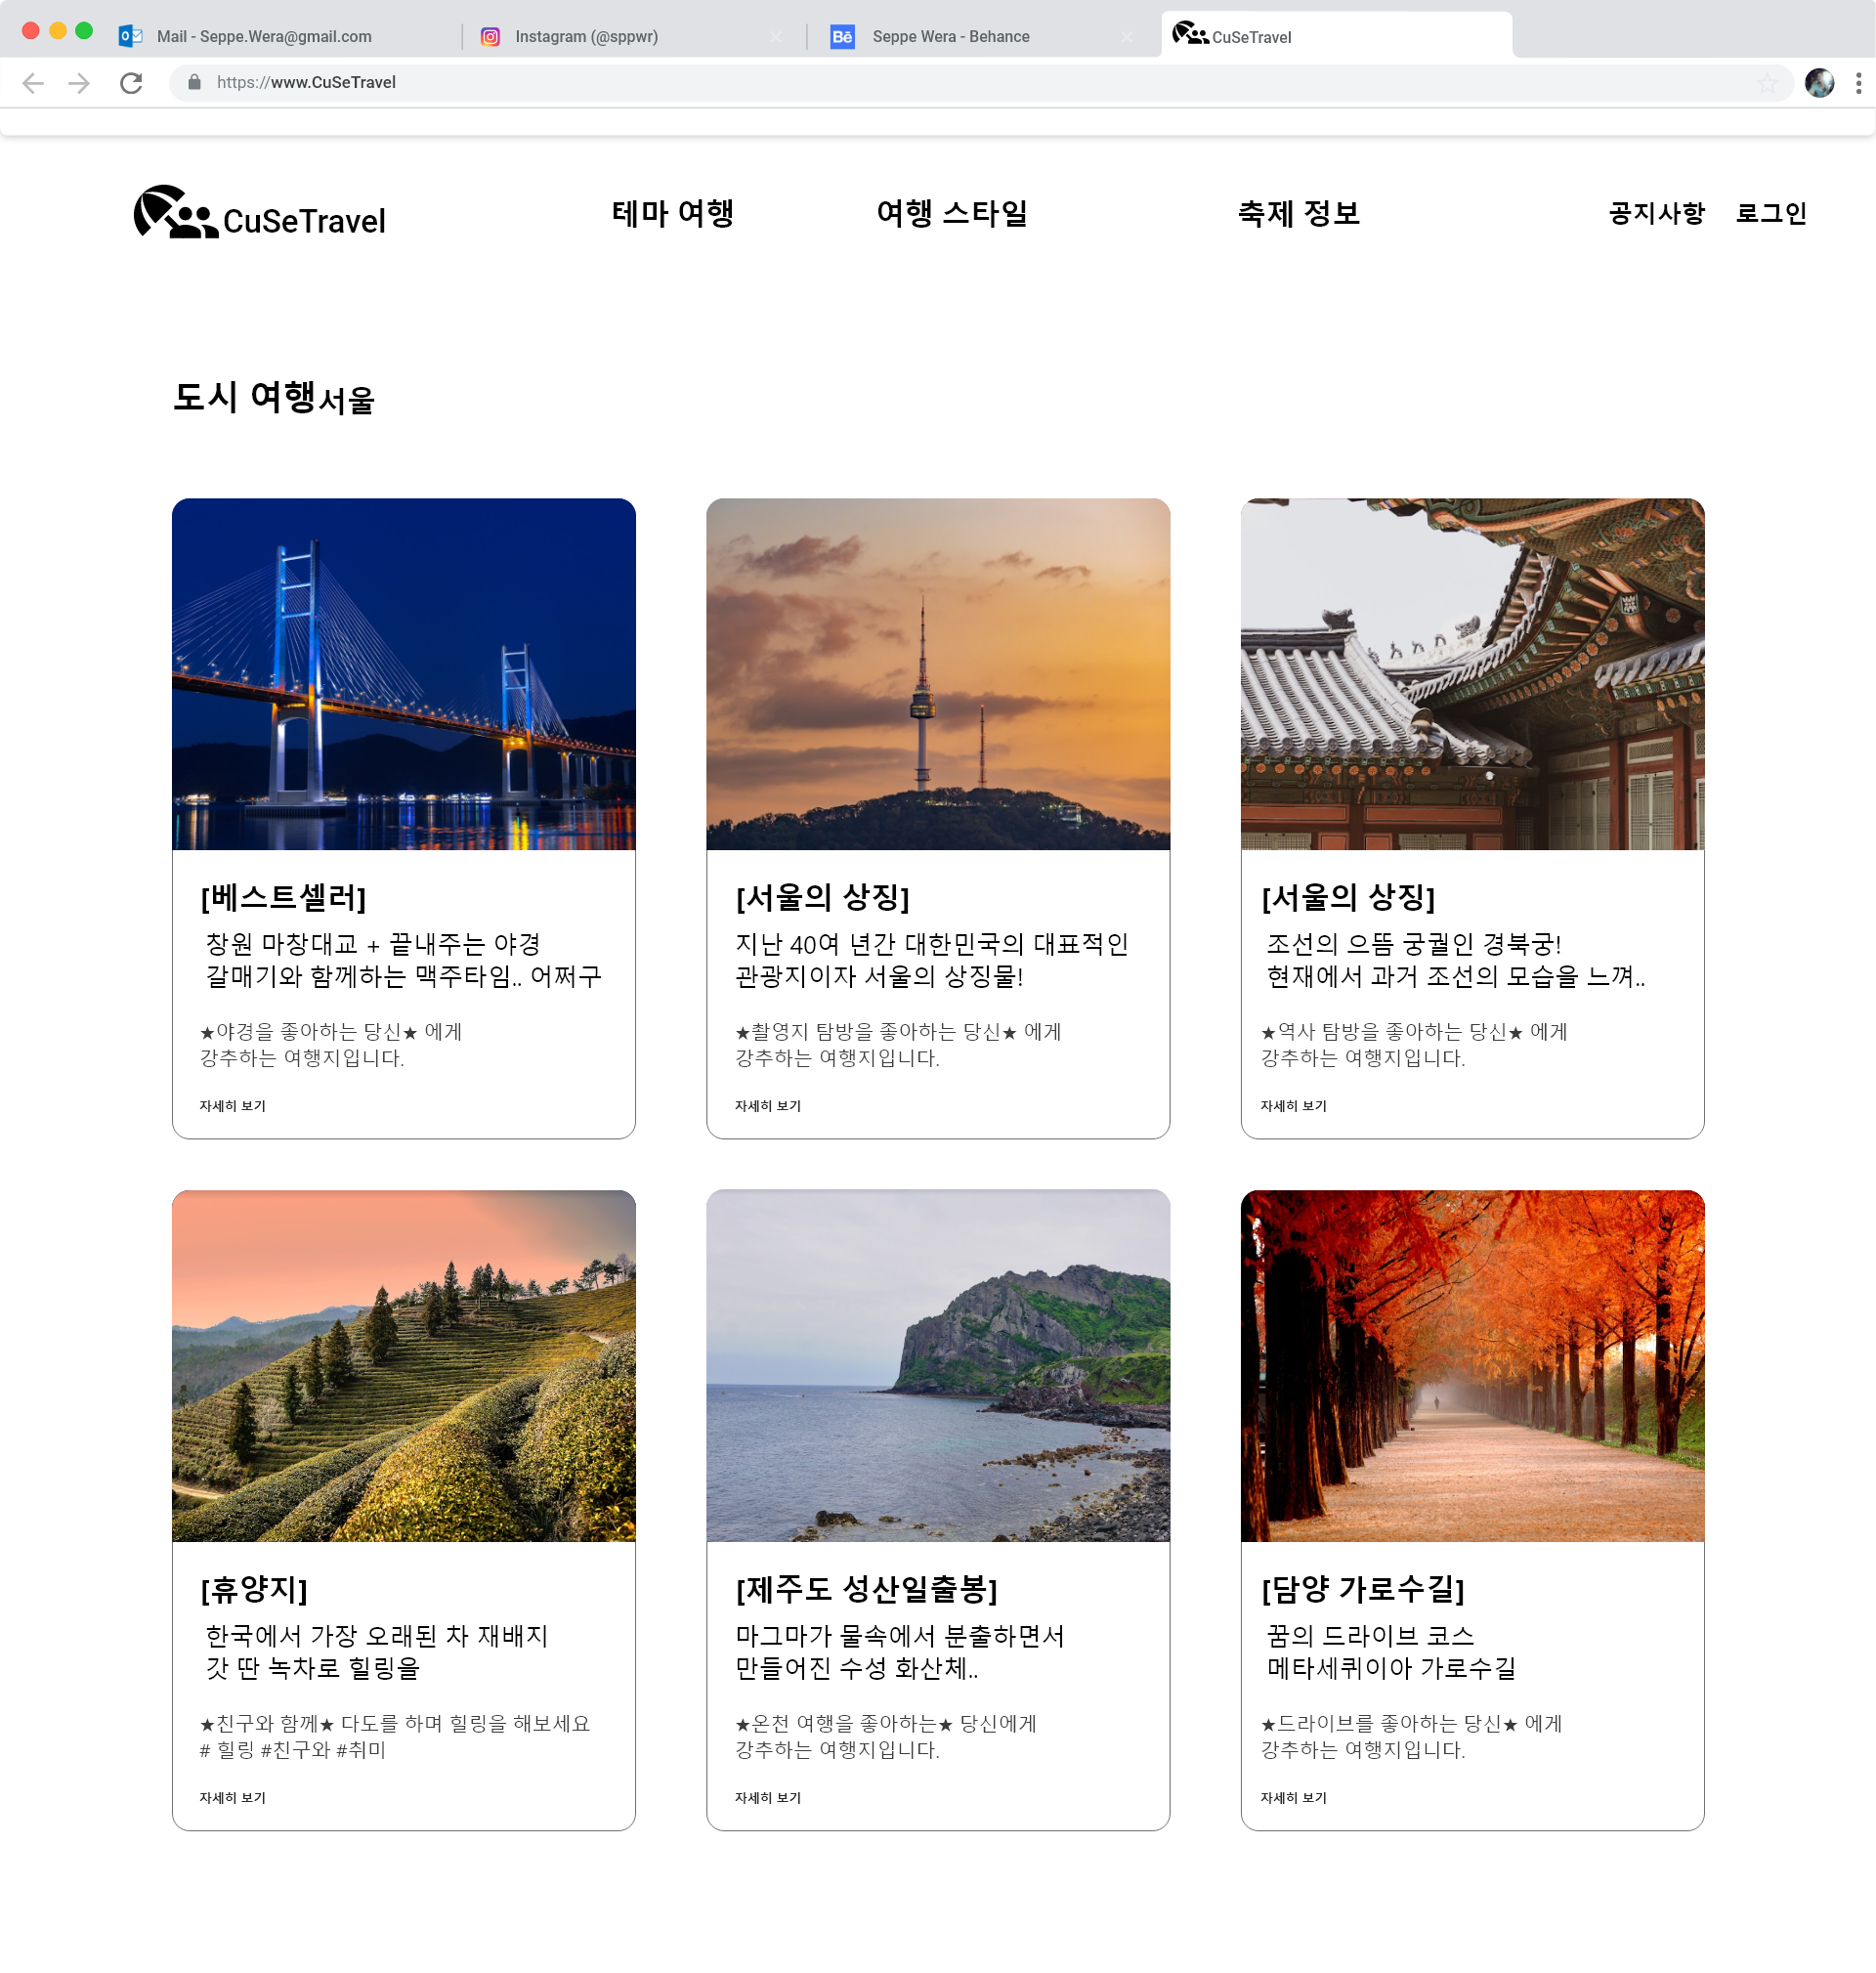 Mail - Seppe.Wera@gmail.com
Instagram (@sppwr)
Seppe Wera - Behance
CuSeTravel
https://www.CuSeTravel
CuSeTravel
테마 여행
여행 스타일
축제 정보
공지사항
로그인
도시 여행서울
[베스트셀러]
창원 마창대교 + 끝내주는 야경
갈매기와 함께하는 맥주타임.. 어쩌구
★야경을 좋아하는 당신★ 에게
강추하는 여행지입니다.
자세히 보기
[서울의 상징]
지난 40여 년간 대한민국의 대표적인
관광지이자 서울의 상징물!
★촬영지 탐방을 좋아하는 당신★ 에게
강추하는 여행지입니다.
자세히 보기
[서울의 상징]
조선의 으뜸 궁궐인 경북궁!
현재에서 과거 조선의 모습을 느껴..
★역사 탐방을 좋아하는 당신★ 에게
강추하는 여행지입니다.
자세히 보기
[휴양지]
한국에서 가장 오래된 차 재배지
갓 딴 녹차로 힐링을
★친구와 함께★ 다도를 하며 힐링을 해보세요
# 힐링 #친구와 #취미
자세히 보기
[제주도 성산일출봉]
마그마가 물속에서 분출하면서
만들어진 수성 화산체..
★온천 여행을 좋아하는★ 당신에게
강추하는 여행지입니다.
자세히 보기
[담양 가로수길]
꿈의 드라이브 코스
메타세쿼이아 가로수길
★드라이브를 좋아하는 당신★ 에게
강추하는 여행지입니다.
자세히 보기